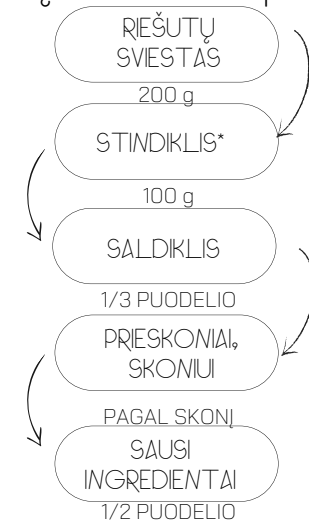 RIEŠUTŲ
SVIESTAS
200 g
STINDIKLIS*
100 g
SALDIKLIS
1/3 PUODELIO
PRIESKONIAI,
SKONIUI
PAGAL SKONĮ
SAUSI
INGREDIENTAI
1/2 PUODELIO